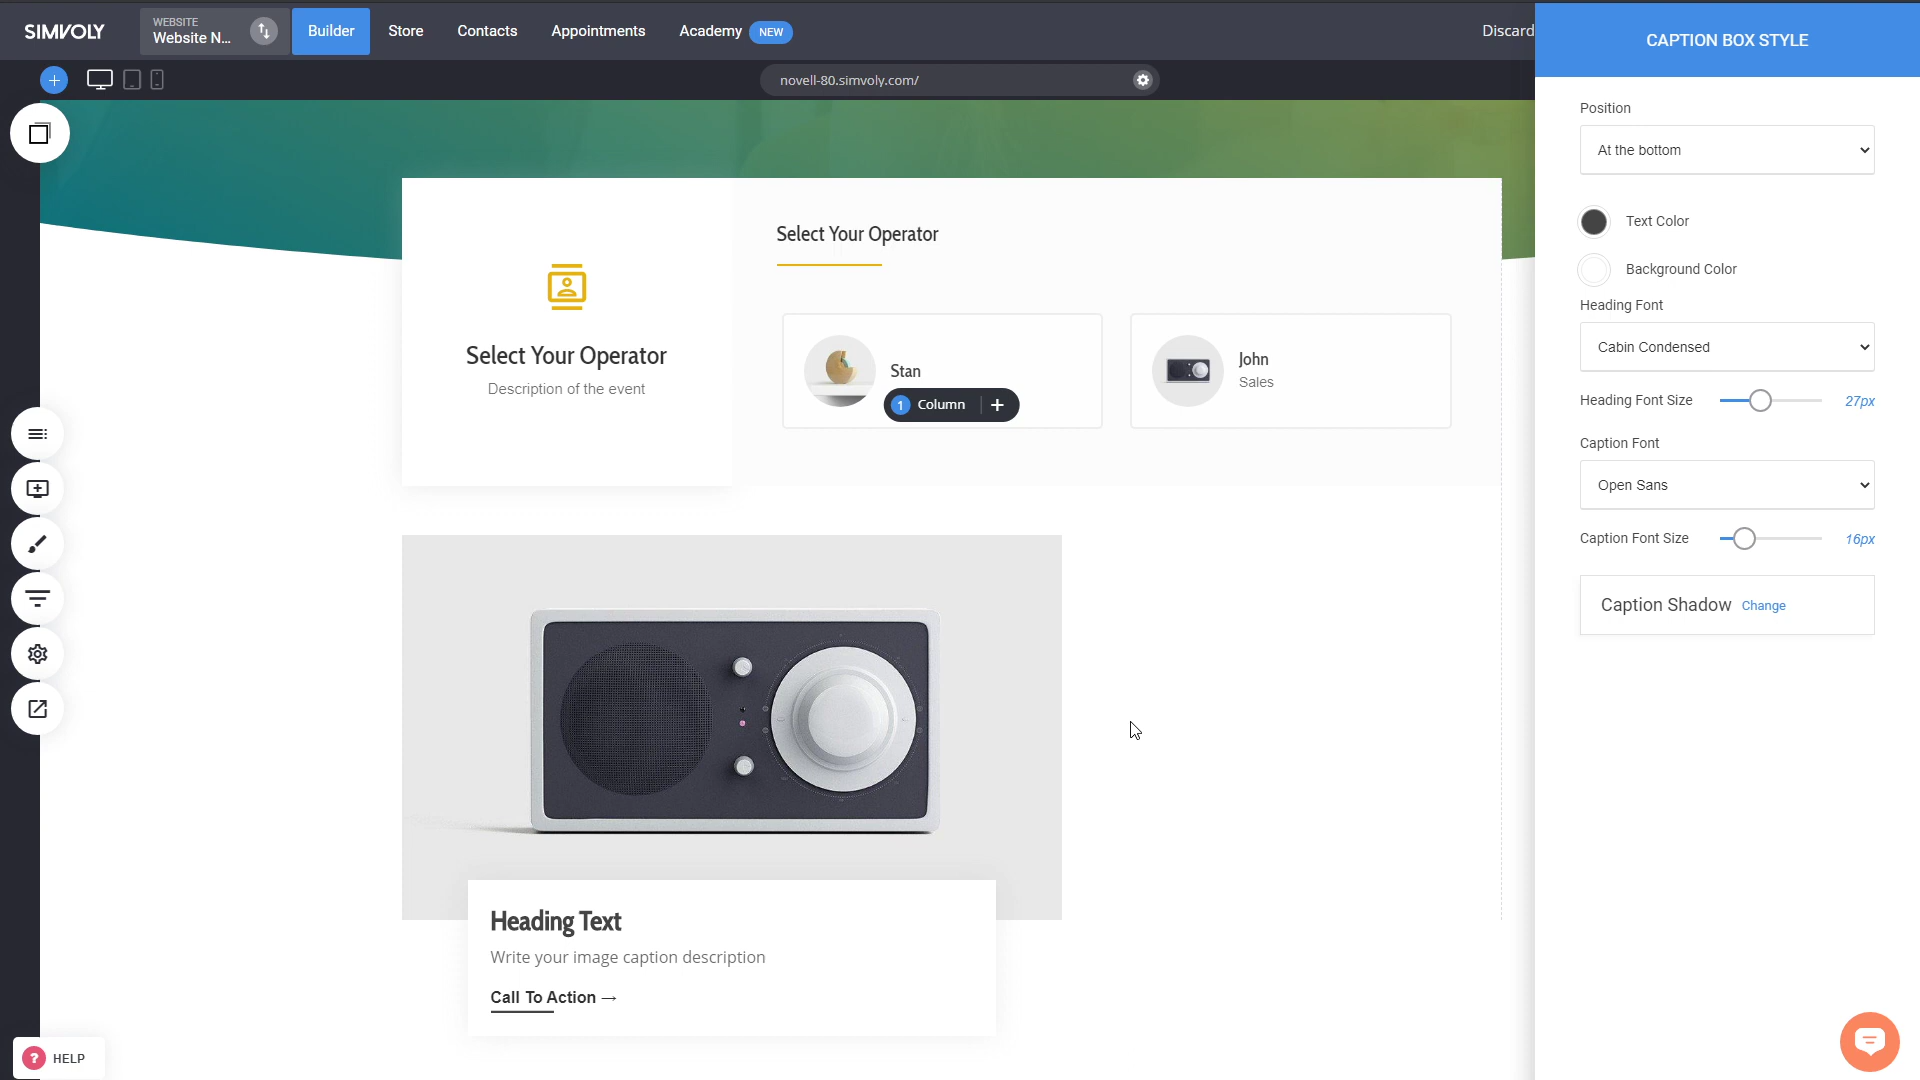 SIMVOLY
WEBSITE
Website N...
Builder
Store
Contacts
Appointments
Academy
NEW
Discard
CAPTION BOX STYLE
novell-80.simvoly.com/
Position
At the bottom
Text Color
Background Color
Heading Font
Cabin Condensed
Heading Font Size
27px
Caption Font
Open Sans
Caption Font Size
16px
Caption Shadow
Change
Select Your Operator
Description of the event
Select Your Operator
Stan
1
Column
+
John
Sales
Heading Text
Write your image caption description
Call To Action →
? HELP